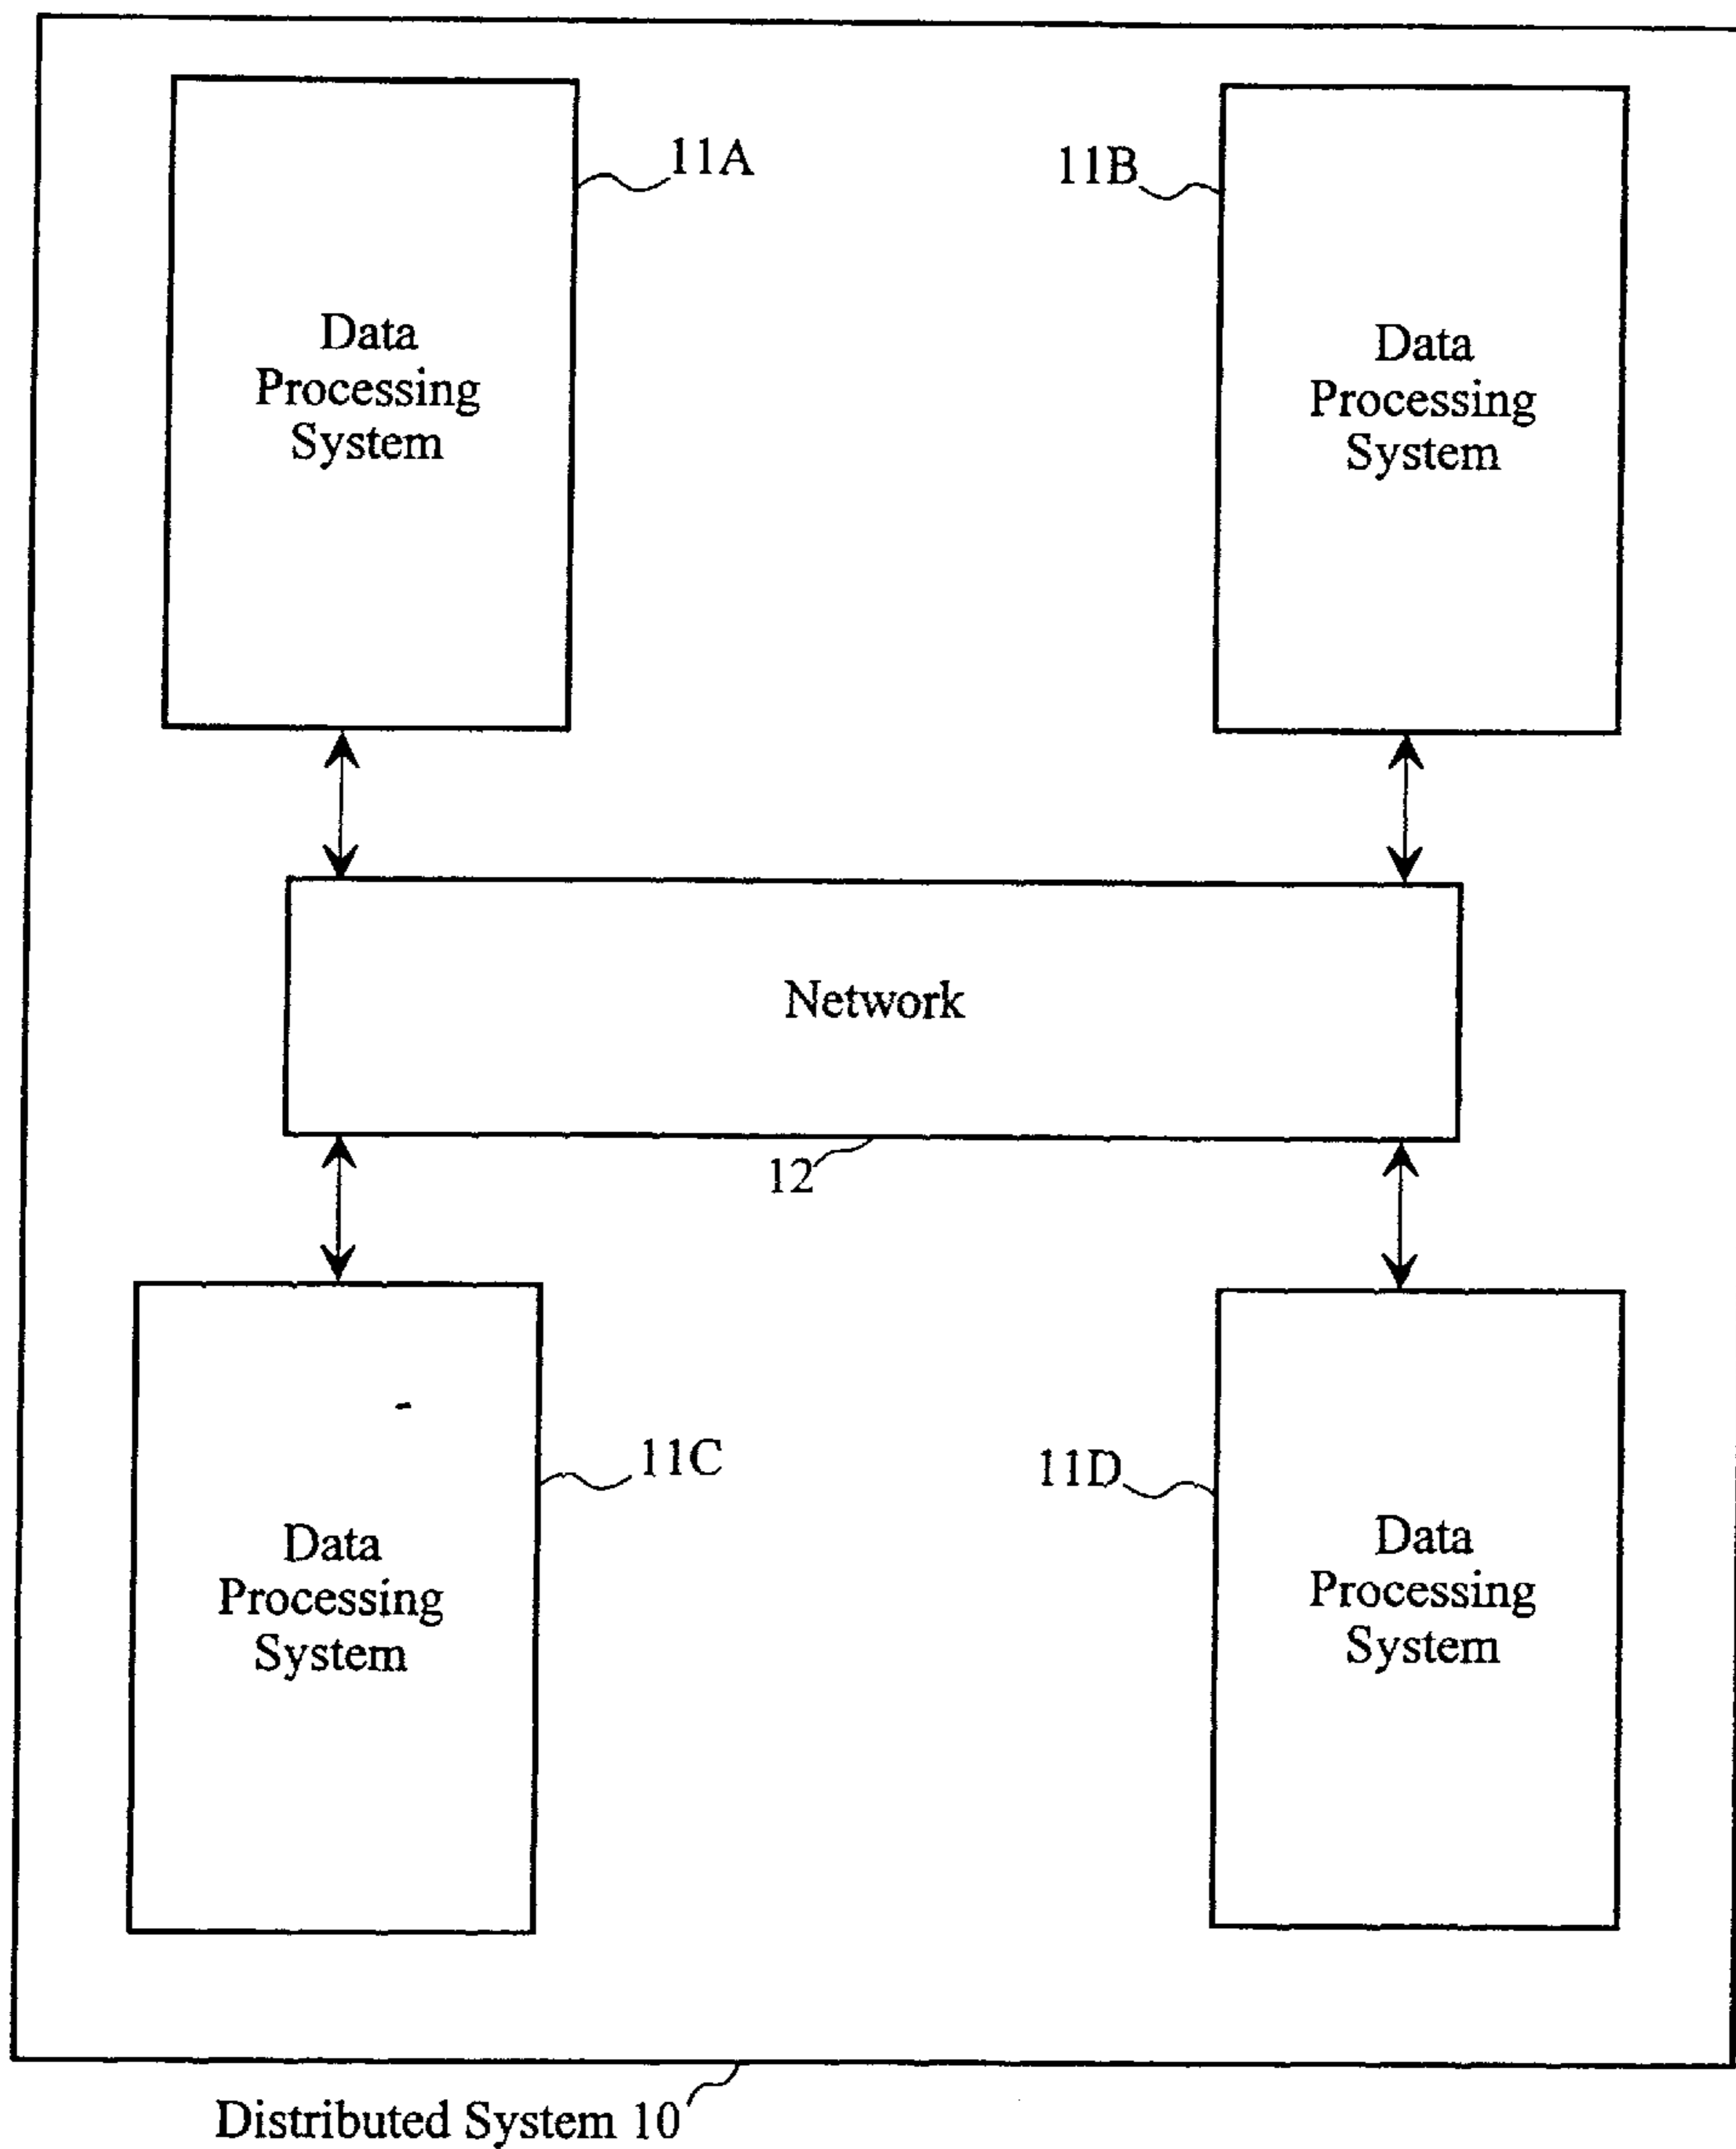 Data
Processing
System
11A
11B
Data
Processing
System
Network
12
Data
Processing
System
11C
11D
Data
Processing
System
Distributed System 10